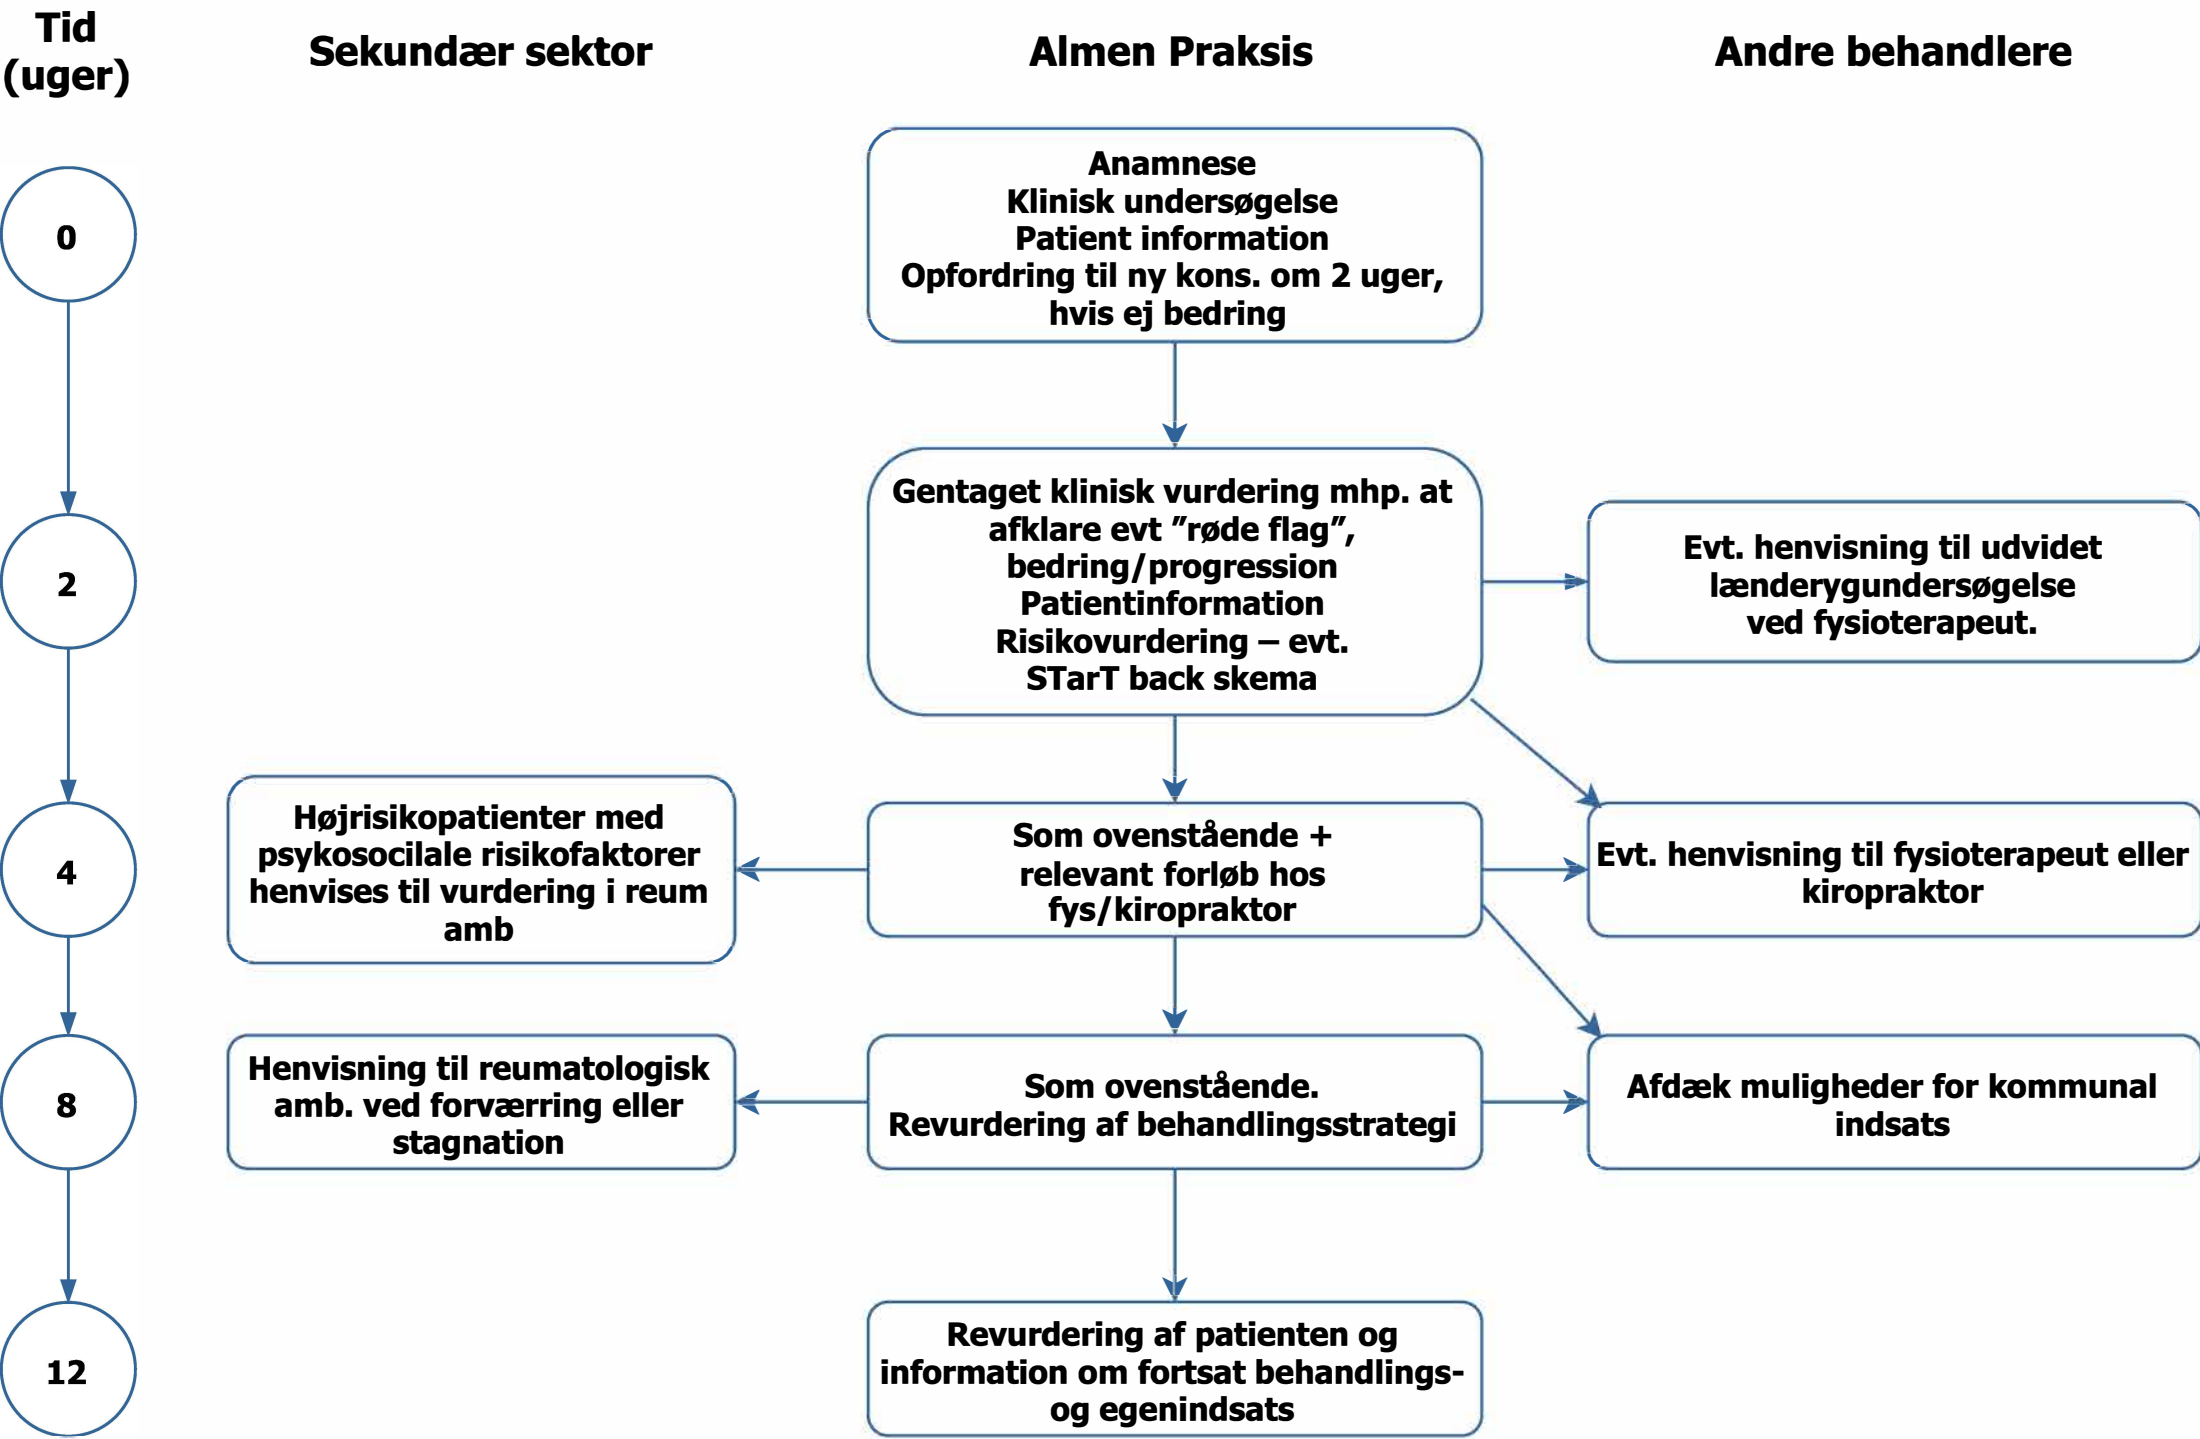 Tid
(uger)
Sekundær sektor
Almen Praksis
Andre behandlere
0
Anamnese
Klinisk undersøgelse
Patient information
Opfordring til ny kons. om 2 uger,
hvis ej bedring
2
Gentaget klinisk vurdering mhp. at
afklare evt ”røde flag”,
bedring/progression
Patientinformation
Risikovurdering – evt.
STarT back skema
Evt. henvisning til udvidet
lænderygundersøgelse
ved fysioterapeut.
4
Højrisikopatienter med
psykosocilale risikofaktorer
henvises til vurdering i reum
amb
Som ovenstående +
relevant forløb hos
fys/kiropraktor
Evt. henvisning til fysioterapeut eller
kiropraktor
8
Henvisning til reumatologisk
amb. ved forværring eller
stagnation
Som ovenstående.
Revurdering af behandlingsstrategi
Afdæk muligheder for kommunal
indsats
12
Revurdering af patienten og
information om fortsat behandlings-
og egenindsats